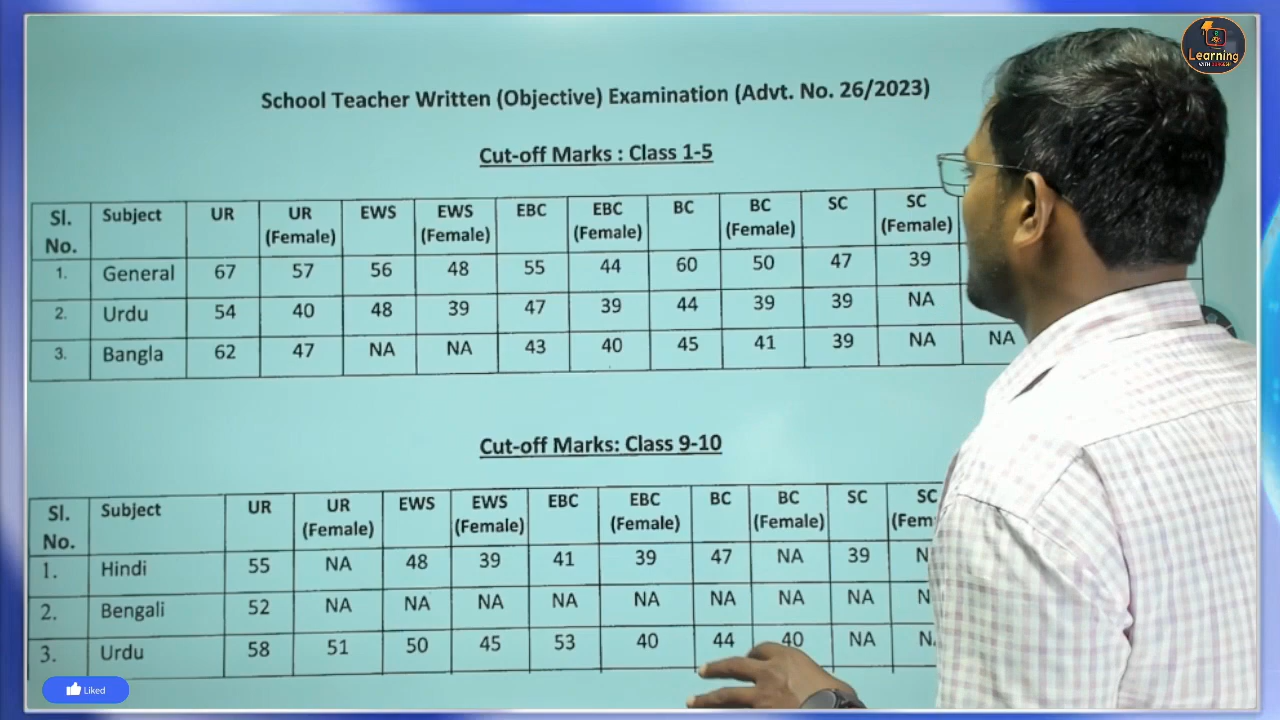 Learning
School Teacher Written (Objective) Examination (Advt. No. 26/2023)
Cut-off Marks : Class 1-5
Sl. No. Subject UR UR (Female) EWS EWS (Female) EBC EBC (Female) BC BC (Female) SC SC (Female)
1. General 67 57 56 48 55 44 60 50 47 39
2. Urdu 54 40 48 39 47 39 44 39 39 NA
3. Bangla 62 47 NA NA 43 40 45 41 39 NA NA
Cut-off Marks: Class 9-10
Sl. No. Subject UR UR (Female) EWS EWS (Female) EBC EBC (Female) BC BC (Female) SC SC
1. Hindi 55 NA 48 39 41 39 47 NA 39
2. Bengali 52 NA NA NA NA NA NA NA NA
3. Urdu 58 51 50 45 53 40 44 40 NA
Liked